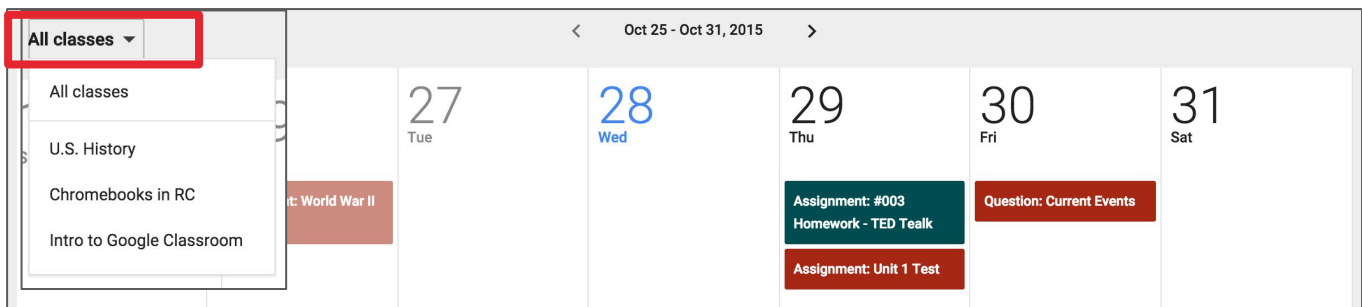 All classes
Oct 25 - Oct 31, 2015
All classes
U.S. History
Chromebooks in RC
Intro to Google Classroom
27
Tue
28
Wed
29
Thu
30
Fri
31
Sat
t: World War II
Assignment: #003
Homework - TED Tealk
Assignment: Unit 1 Test
Question: Current Events